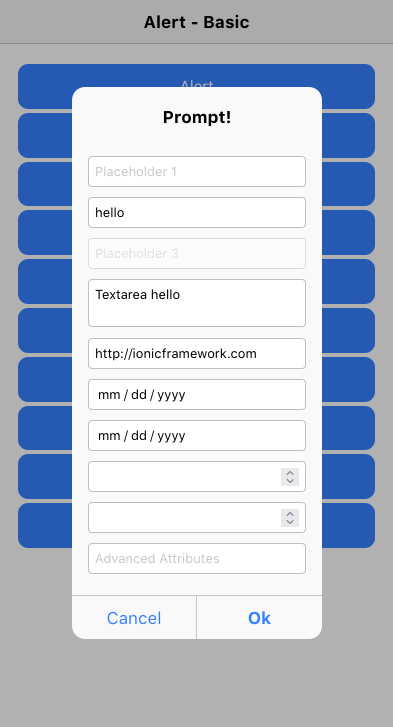 Alert - Basic
Alert
Prompt!
Placeholder 1
hello
Placeholder 3
Textarea hello
http://ionicframework.com
mm / dd / yyyy
mm / dd / yyyy
Advanced Attributes
Cancel
Ok